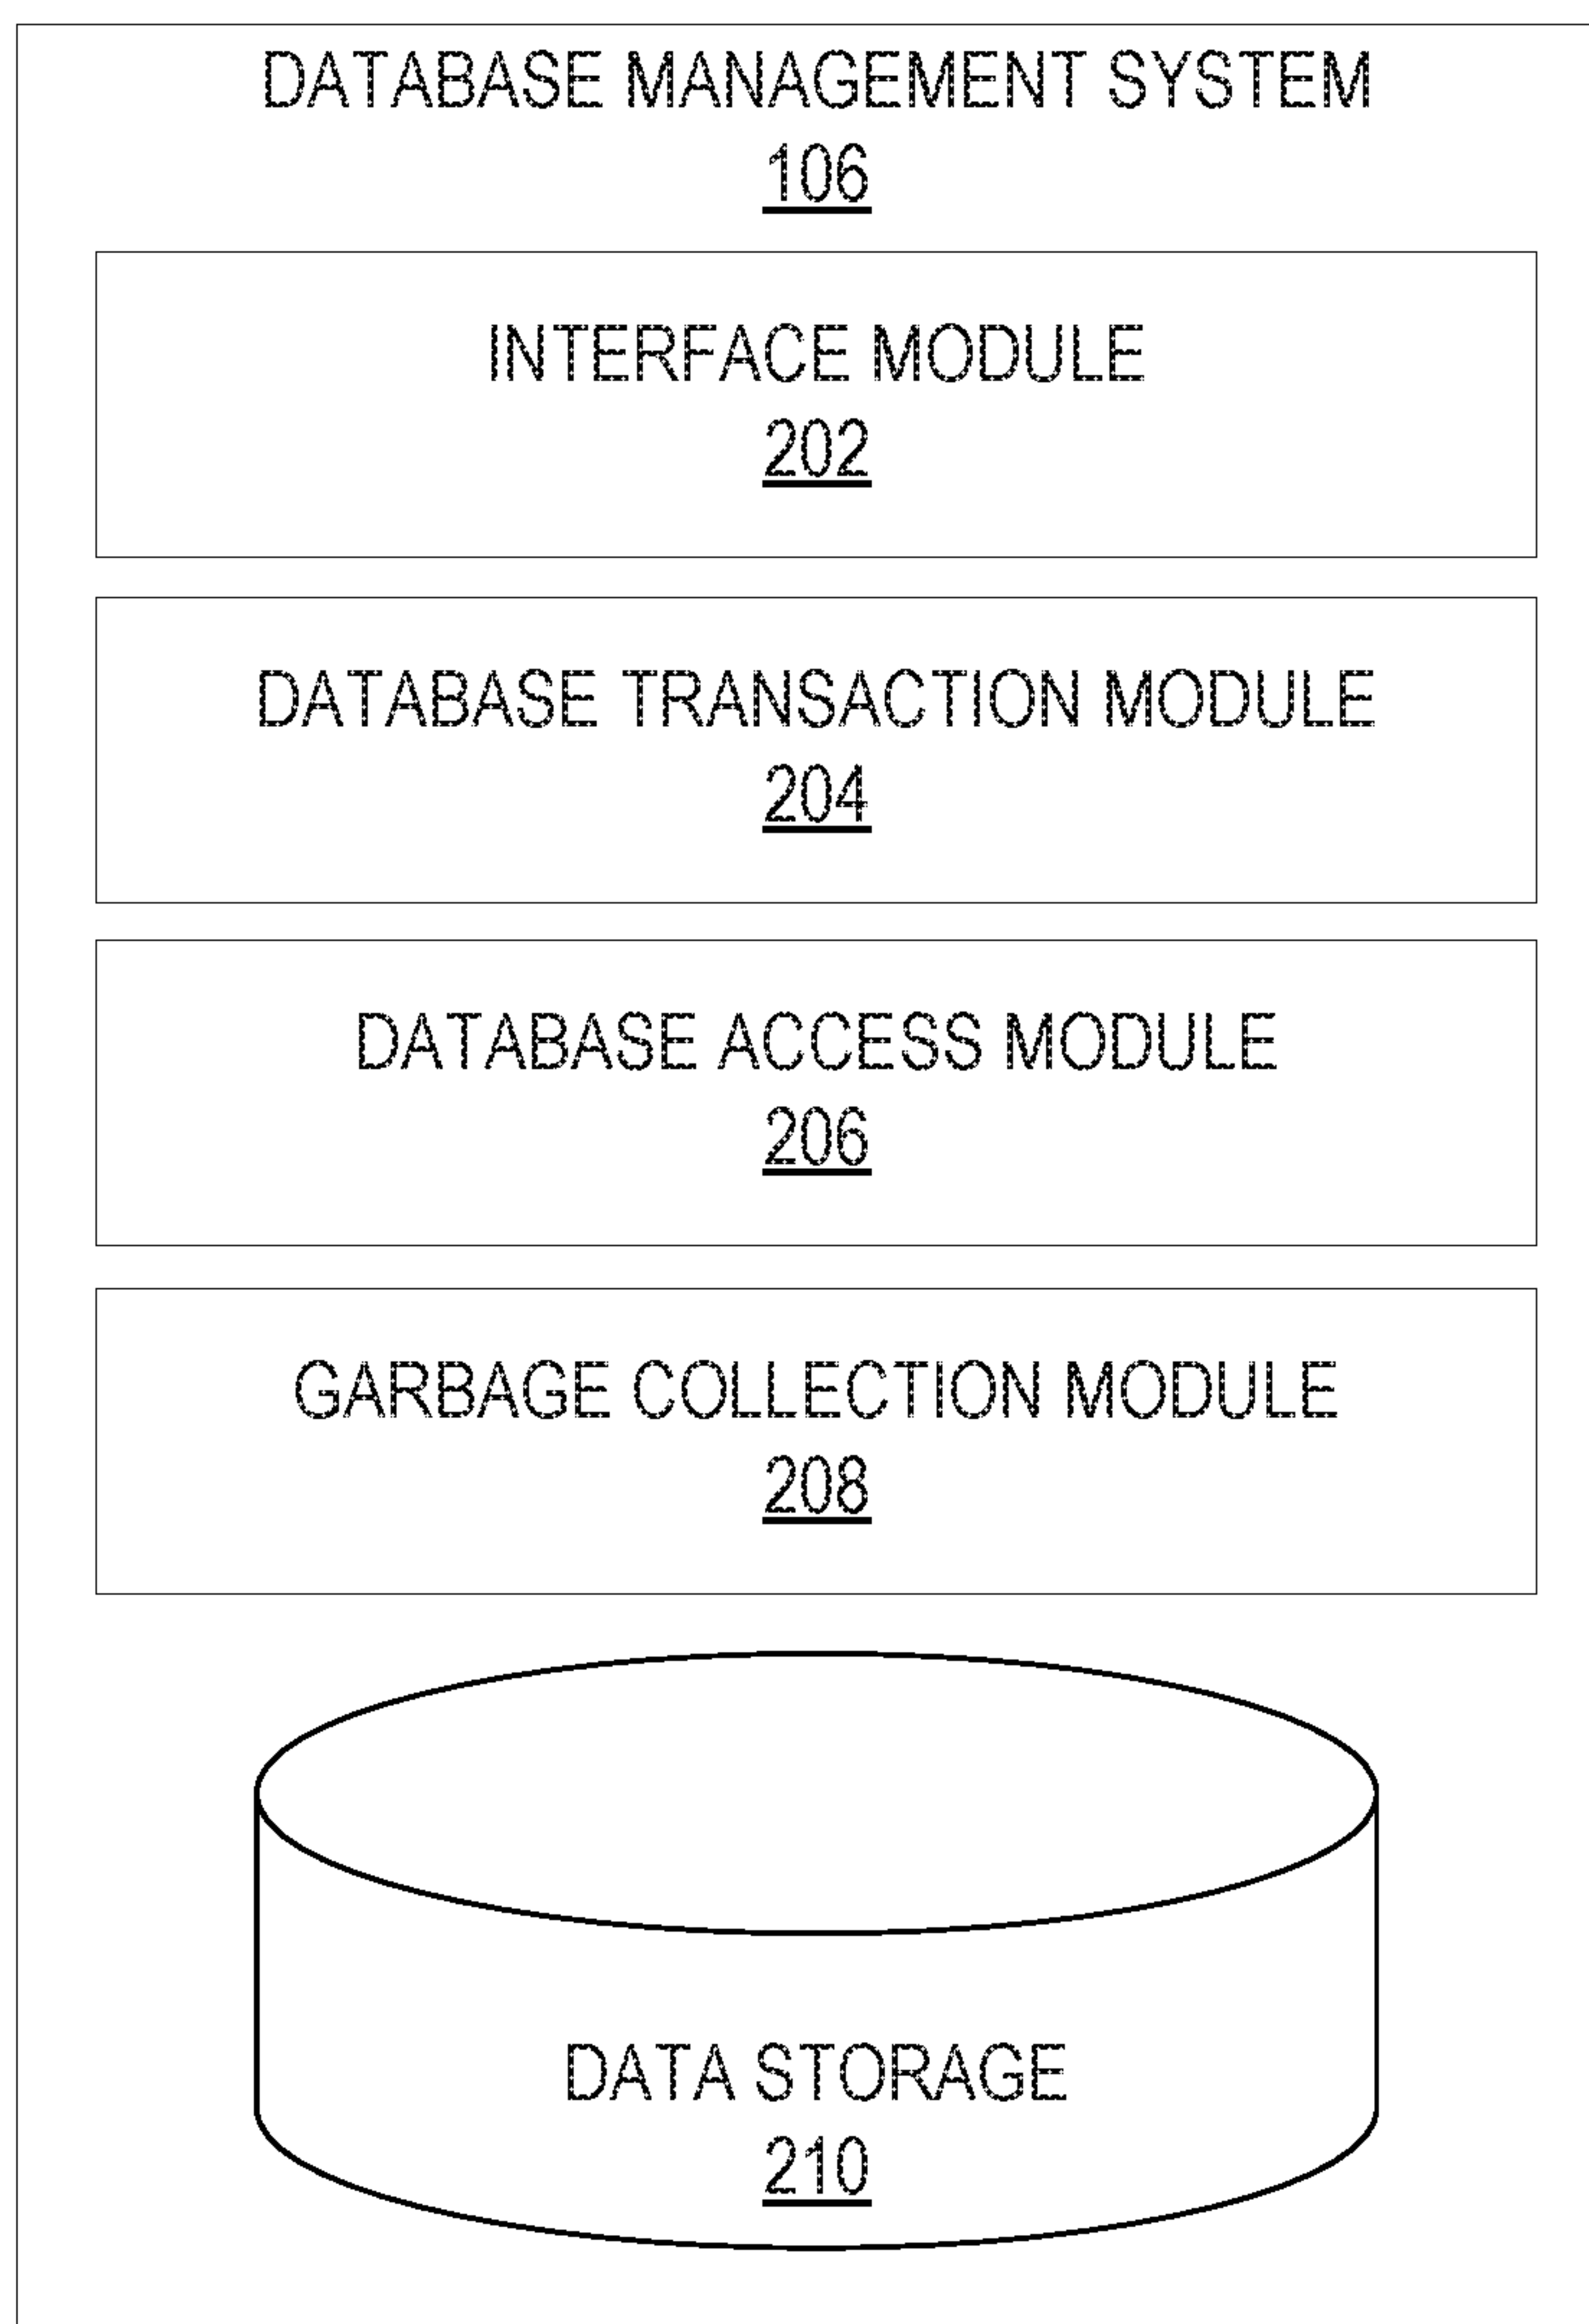 DATABASE MANAGEMENT SYSTEM
106
INTERFACE MODULE
202
DATABASE TRANSACTION MODULE
204
DATABASE ACCESS MODULE
206
GARBAGE COLLECTION MODULE
208
DATA STORAGE
210